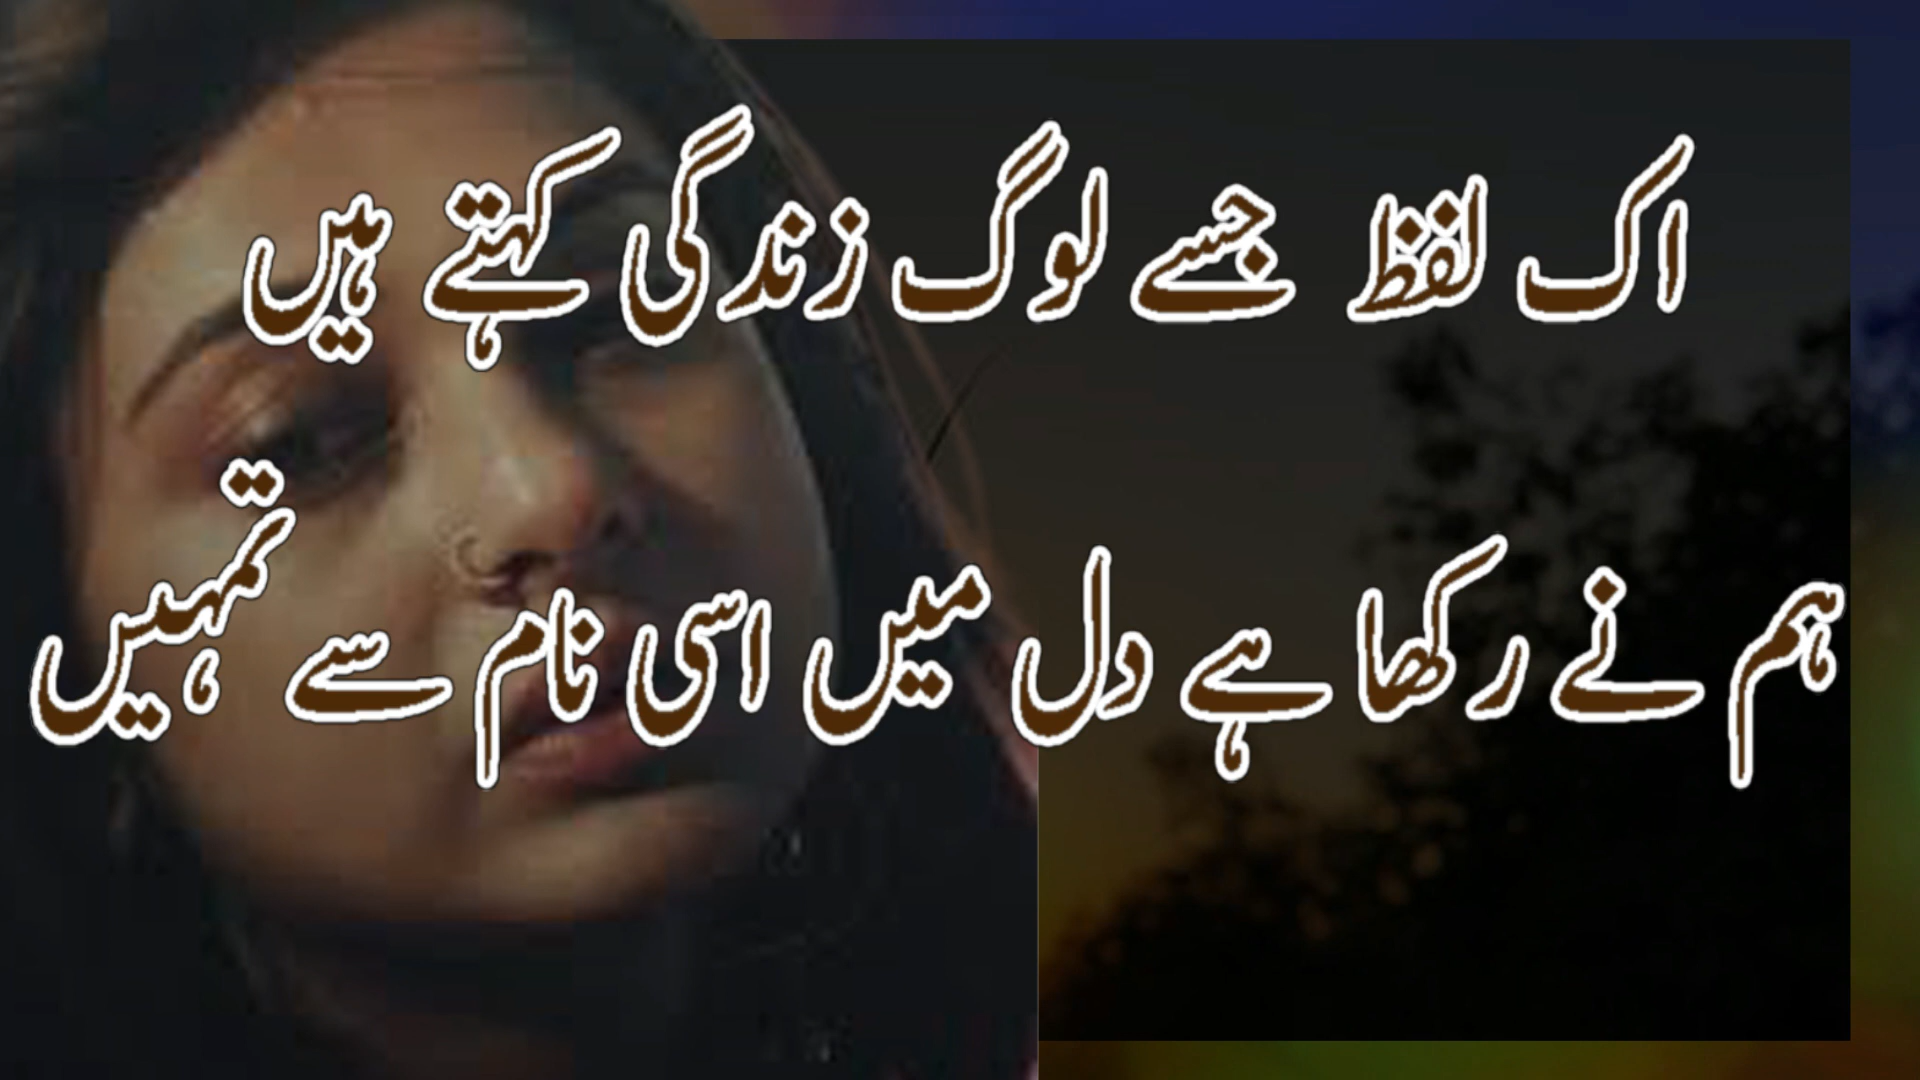 اک لفظ جسے لوگ زندگی کہتے ہیں
ہم نے رکھا ہے دل میں اسی نام سے تمہیں